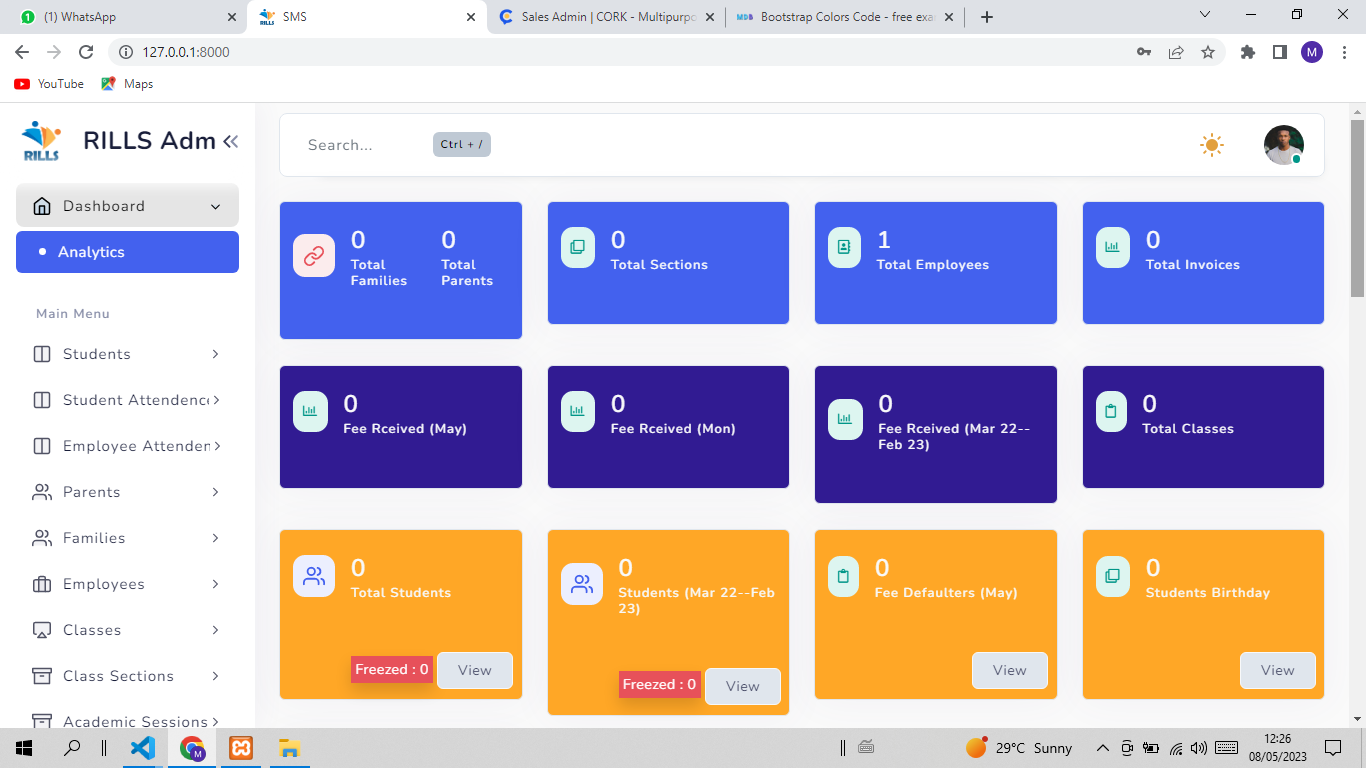 (1) WhatsApp
SMS
Sales Admin | CORK - Multipurpo
Bootstrap Colors Code - free exa
127.0.0.1:8000
M
YouTube
Maps
RILLS
RILLS Adm
Search...
Ctrl + /
Dashboard
Analytics
Main Menu
Students
Student Attendence
Employee Attenden
Parents
Families
Employees
Classes
Class Sections
Academic Sessions
0
Total
Families
0
Total
Parents
0
Total Sections
1
Total Employees
0
Total Invoices
0
Fee Rceived (May)
0
Fee Rceived (Mon)
0
Fee Rceived (Mar 22--
Feb 23)
0
Total Classes
0
Total Students
Freezed : 0
View
0
Students (Mar 22--Feb
23)
Freezed : 0
View
0
Fee Defaulters (May)
View
0
Students Birthday
View
29°C Sunny
12:26
08/05/2023